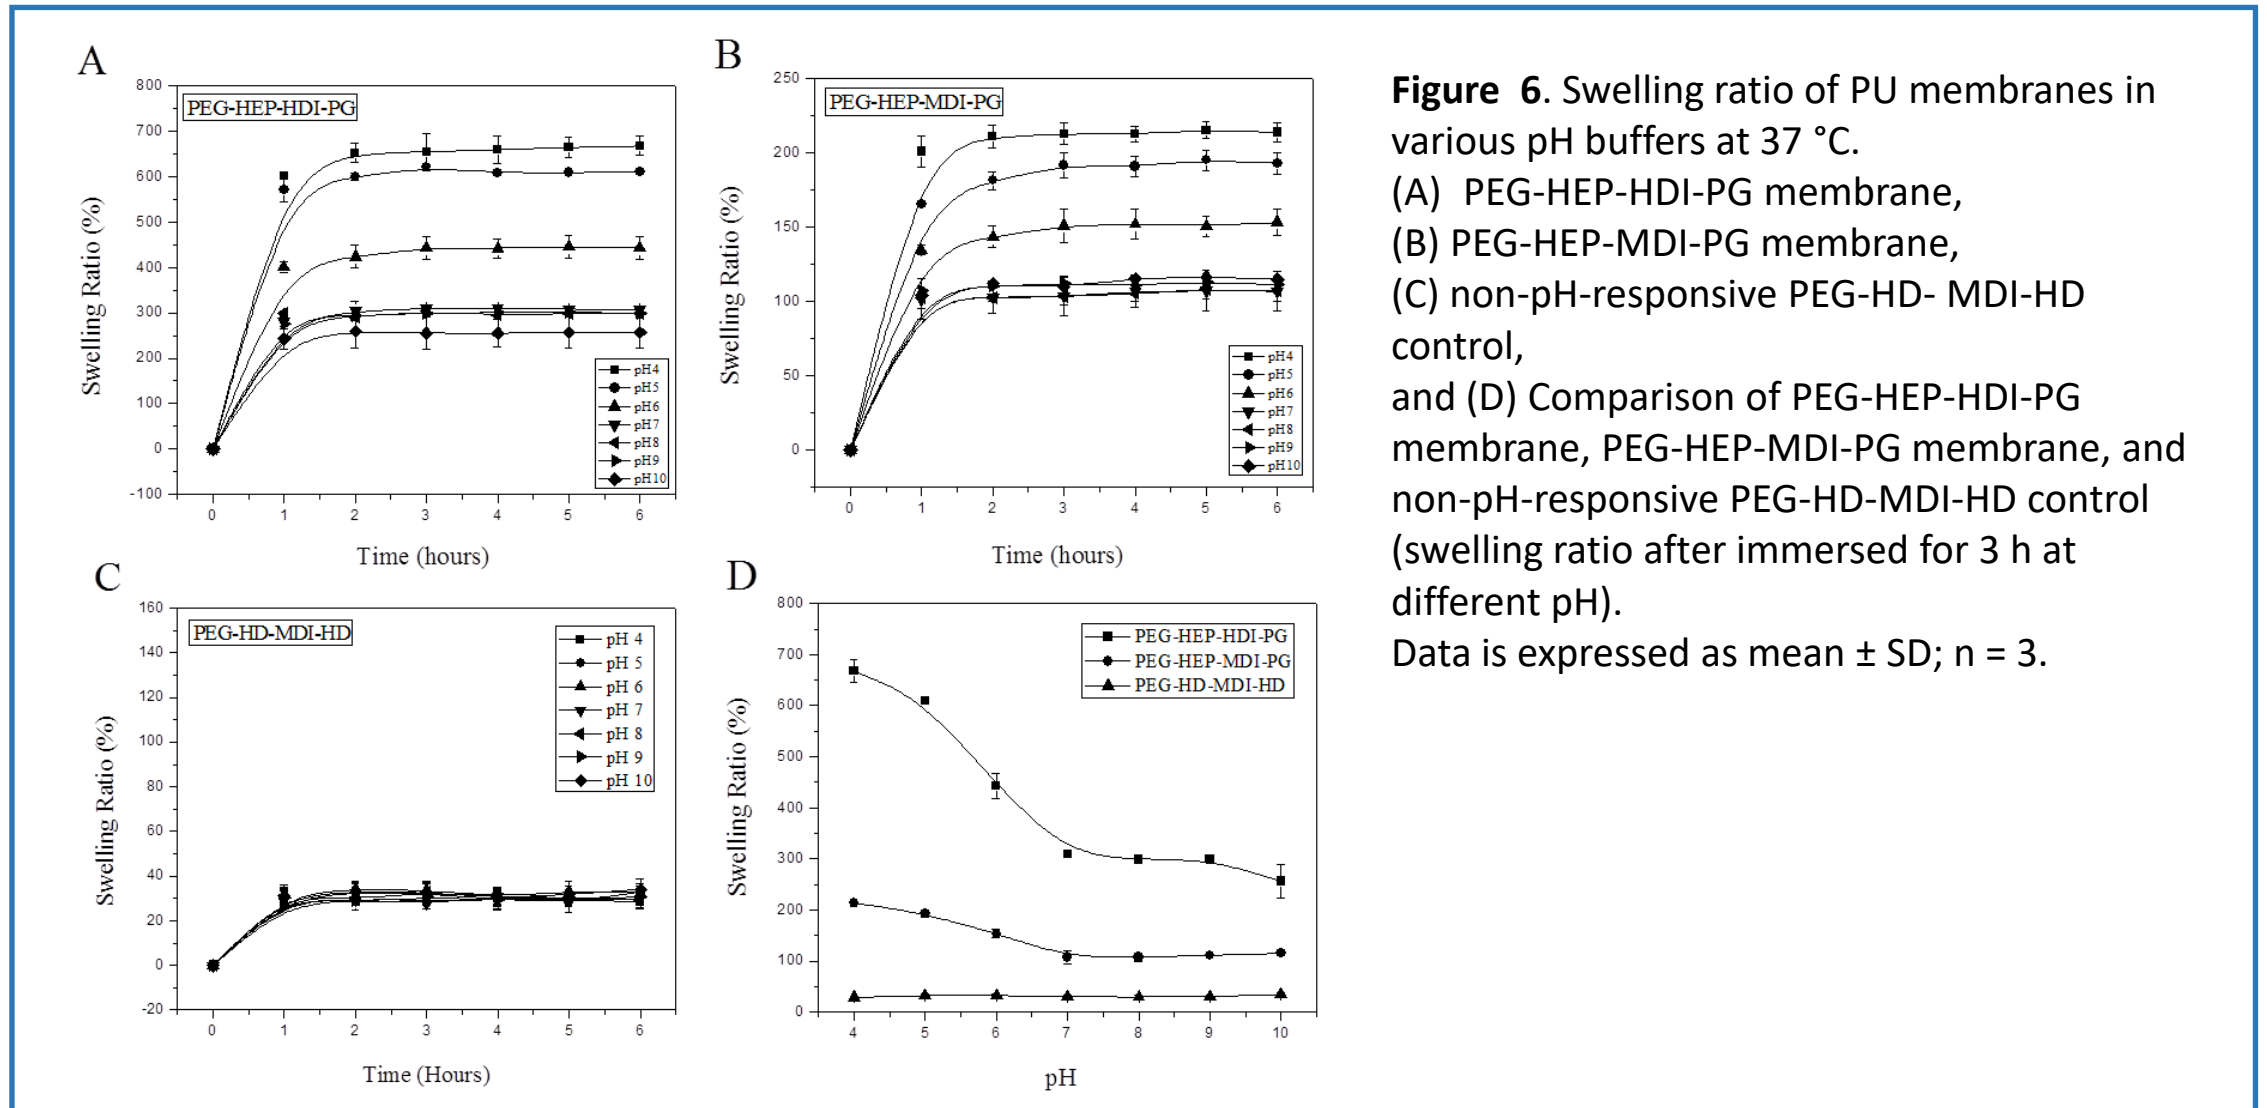 A
PEG-HEP-HDI-PG
Swelling Ratio (%)
800
700
600
500
400
300
200
100
0
-100
0 1 2 3 4 5 6
Time (hours)
pH4
pH5
pH6
pH7
pH8
pH9
pH10
B
PEG-HEP-MDI-PG
Swelling Ratio (%)
250
200
150
100
50
0
0 1 2 3 4 5 6
Time (hours)
pH4
pH5
pH6
pH7
pH8
pH9
pH10
C
PEG-HD-MDI-HD
Swelling Ratio (%)
160
140
120
100
80
60
40
20
0
-20
0 1 2 3 4 5 6
Time (Hours)
pH 4
pH 5
pH 6
pH 7
pH 8
pH 9
pH 10
D
Swelling Ratio (%)
800
700
600
500
400
300
200
100
0
4 5 6 7 8 9 10
pH
PEG-HEP-HDI-PG
PEG-HEP-MDI-PG
PEG-HD-MDI-HD
Figure 6. Swelling ratio of PU membranes in
various pH buffers at 37 °C.
(A) PEG-HEP-HDI-PG membrane,
(B) PEG-HEP-MDI-PG membrane,
(C) non-pH-responsive PEG-HD- MDI-HD
control,
and (D) Comparison of PEG-HEP-HDI-PG
membrane, PEG-HEP-MDI-PG membrane, and
non-pH-responsive PEG-HD-MDI-HD control
(swelling ratio after immersed for 3 h at
different pH).
Data is expressed as mean ± SD; n = 3.